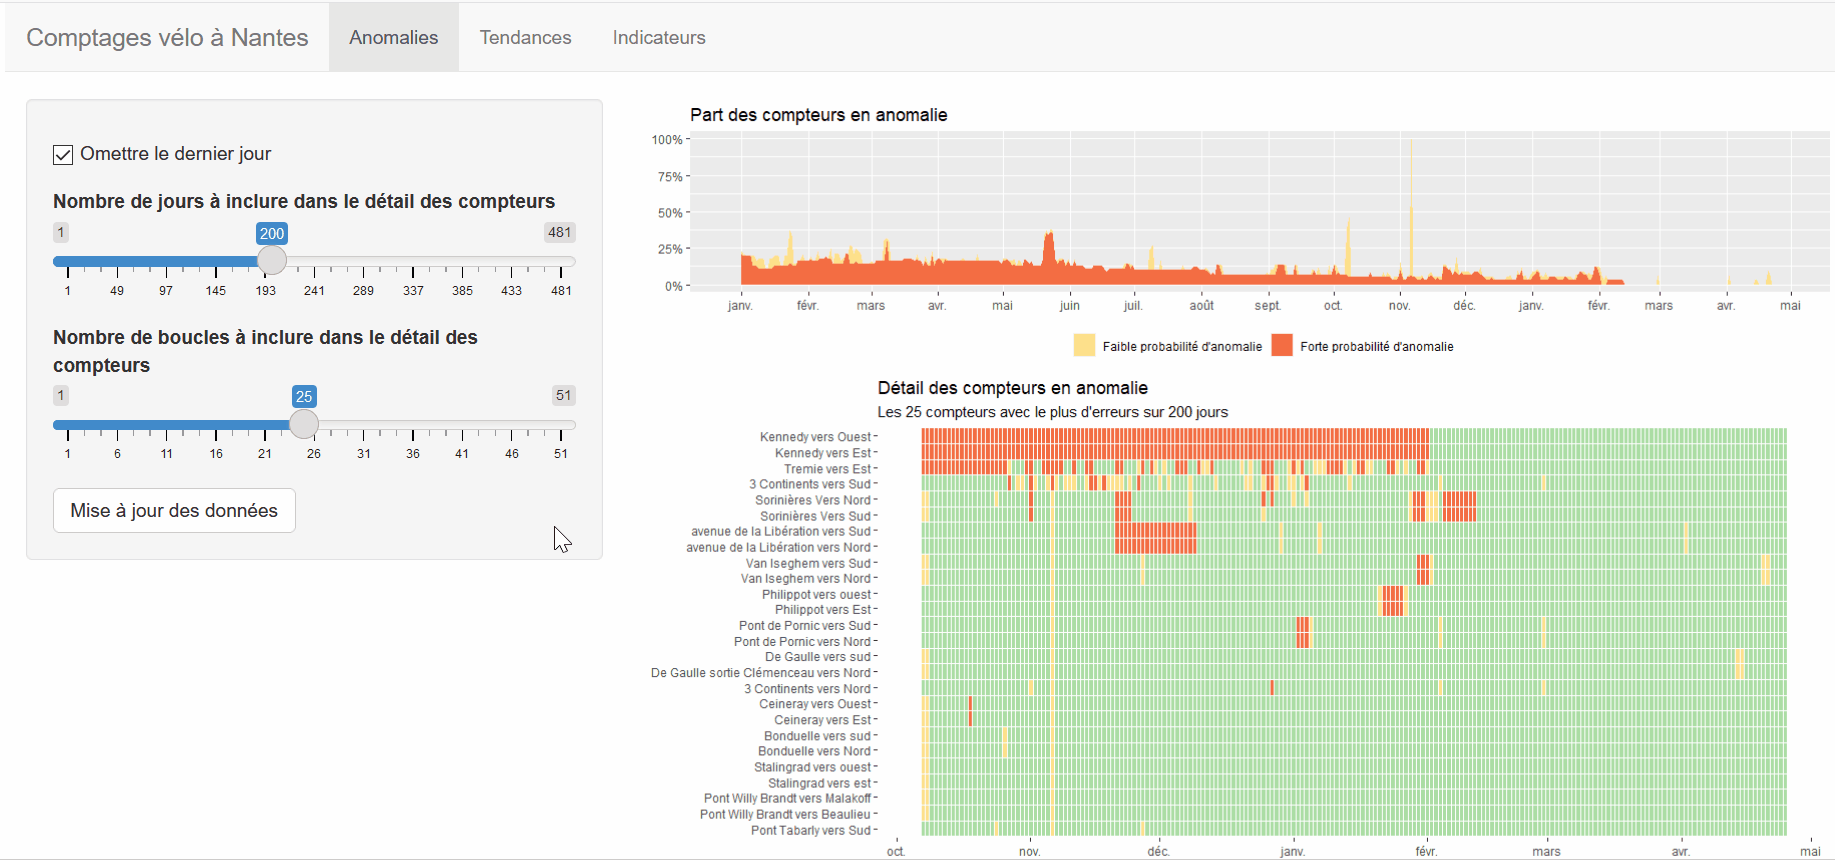 Comptages vélo à Nantes Anomalies Tendances Indicateurs
Omettre le dernier jour
Nombre de jours à inclure dans le détail des compteurs
1 200 481
1 49 97 145 193 241 289 337 385 433 481
Nombre de boucles à inclure dans le détail des
compteurs
1 25 51
1 6 11 16 21 26 31 36 41 46 51
Mise à jour des données
Part des compteurs en anomalie
100%
75%
50%
25%
0%
janv. févr. mars avr. mai juin juil. août sept. oct. nov. déc. janv. févr. mars avr. mai
Faible probabilité d'anomalie Forte probabilité d'anomalie
Détail des compteurs en anomalie
Les 25 compteurs avec le plus d'erreurs sur 200 jours
Kennedy vers Ouest
Kennedy vers Est
Tremie vers Est
3 Continents vers Sud
Sorinières Vers Nord
Sorinières Vers Sud
avenue de la Libération vers Sud
avenue de la Libération vers Nord
Van Iseghem vers Sud
Van Iseghem vers Nord
Philippot vers ouest
Philippot vers Est
Pont de Pornic vers Sud
Pont de Pornic vers Nord
De Gaulle vers sud
De Gaulle sortie Clémenceau vers Nord
3 Continents vers Nord
Ceineray vers Ouest
Ceineray vers Est
Bonduelle vers sud
Bonduelle vers Nord
Stalingrad vers ouest
Stalingrad vers est
Pont Willy Brandt vers Malakoff
Pont Willy Brandt vers Beaulieu
Pont Tabarly vers Sud
oct. nov. déc. janv. févr. mars avr. mai